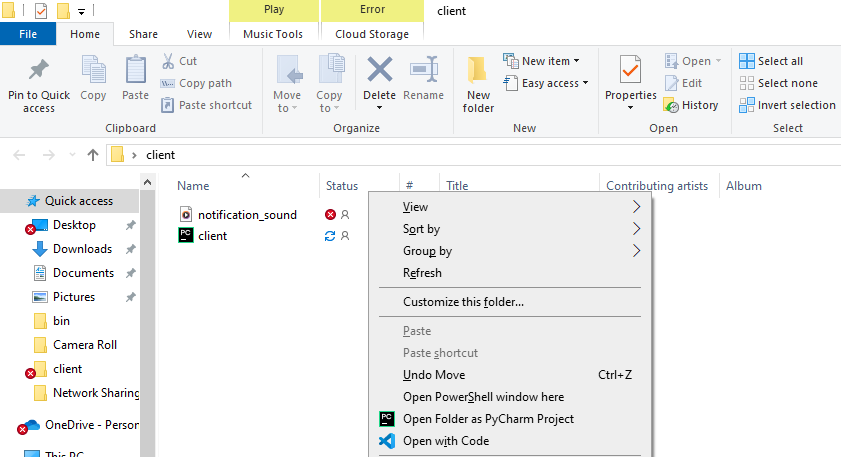 Play
Error
client
File
Home
Share
View
Music Tools
Cloud Storage
Pin to Quick access
Copy
Paste
Cut
Copy path
Paste shortcut
Clipboard
Move to
Copy to
Delete
Rename
Organize
New folder
New item
Easy access
New
Properties
Open
Edit
History
Open
Select all
Select none
Invert selection
Select
client
Name
Status
#
Title
Contributing artists
Album
Quick access
Desktop
Downloads
Documents
Pictures
bin
Camera Roll
client
Network Sharing
OneDrive - Person
This PC
notification_sound
PC
client
View
Sort by
Group by
Refresh
Customize this folder...
Paste
Paste shortcut
Undo Move Ctrl+Z
Open PowerShell window here
PC Open Folder as PyCharm Project
Open with Code